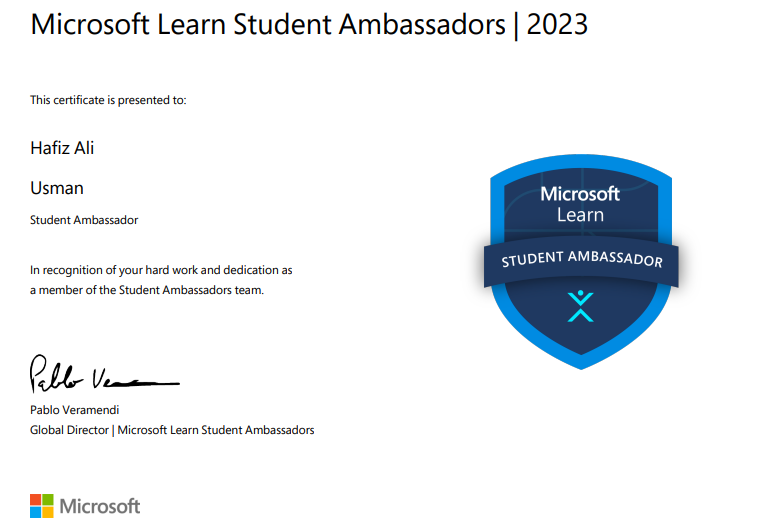 Microsoft Learn Student Ambassadors | 2023
This certificate is presented to:
Hafiz Ali
Usman
Student Ambassador
In recognition of your hard work and dedication as
a member of the Student Ambassadors team.
Microsoft
Learn
STUDENT AMBASSADOR
Pablo Veramendi
Global Director | Microsoft Learn Student Ambassadors
Microsoft